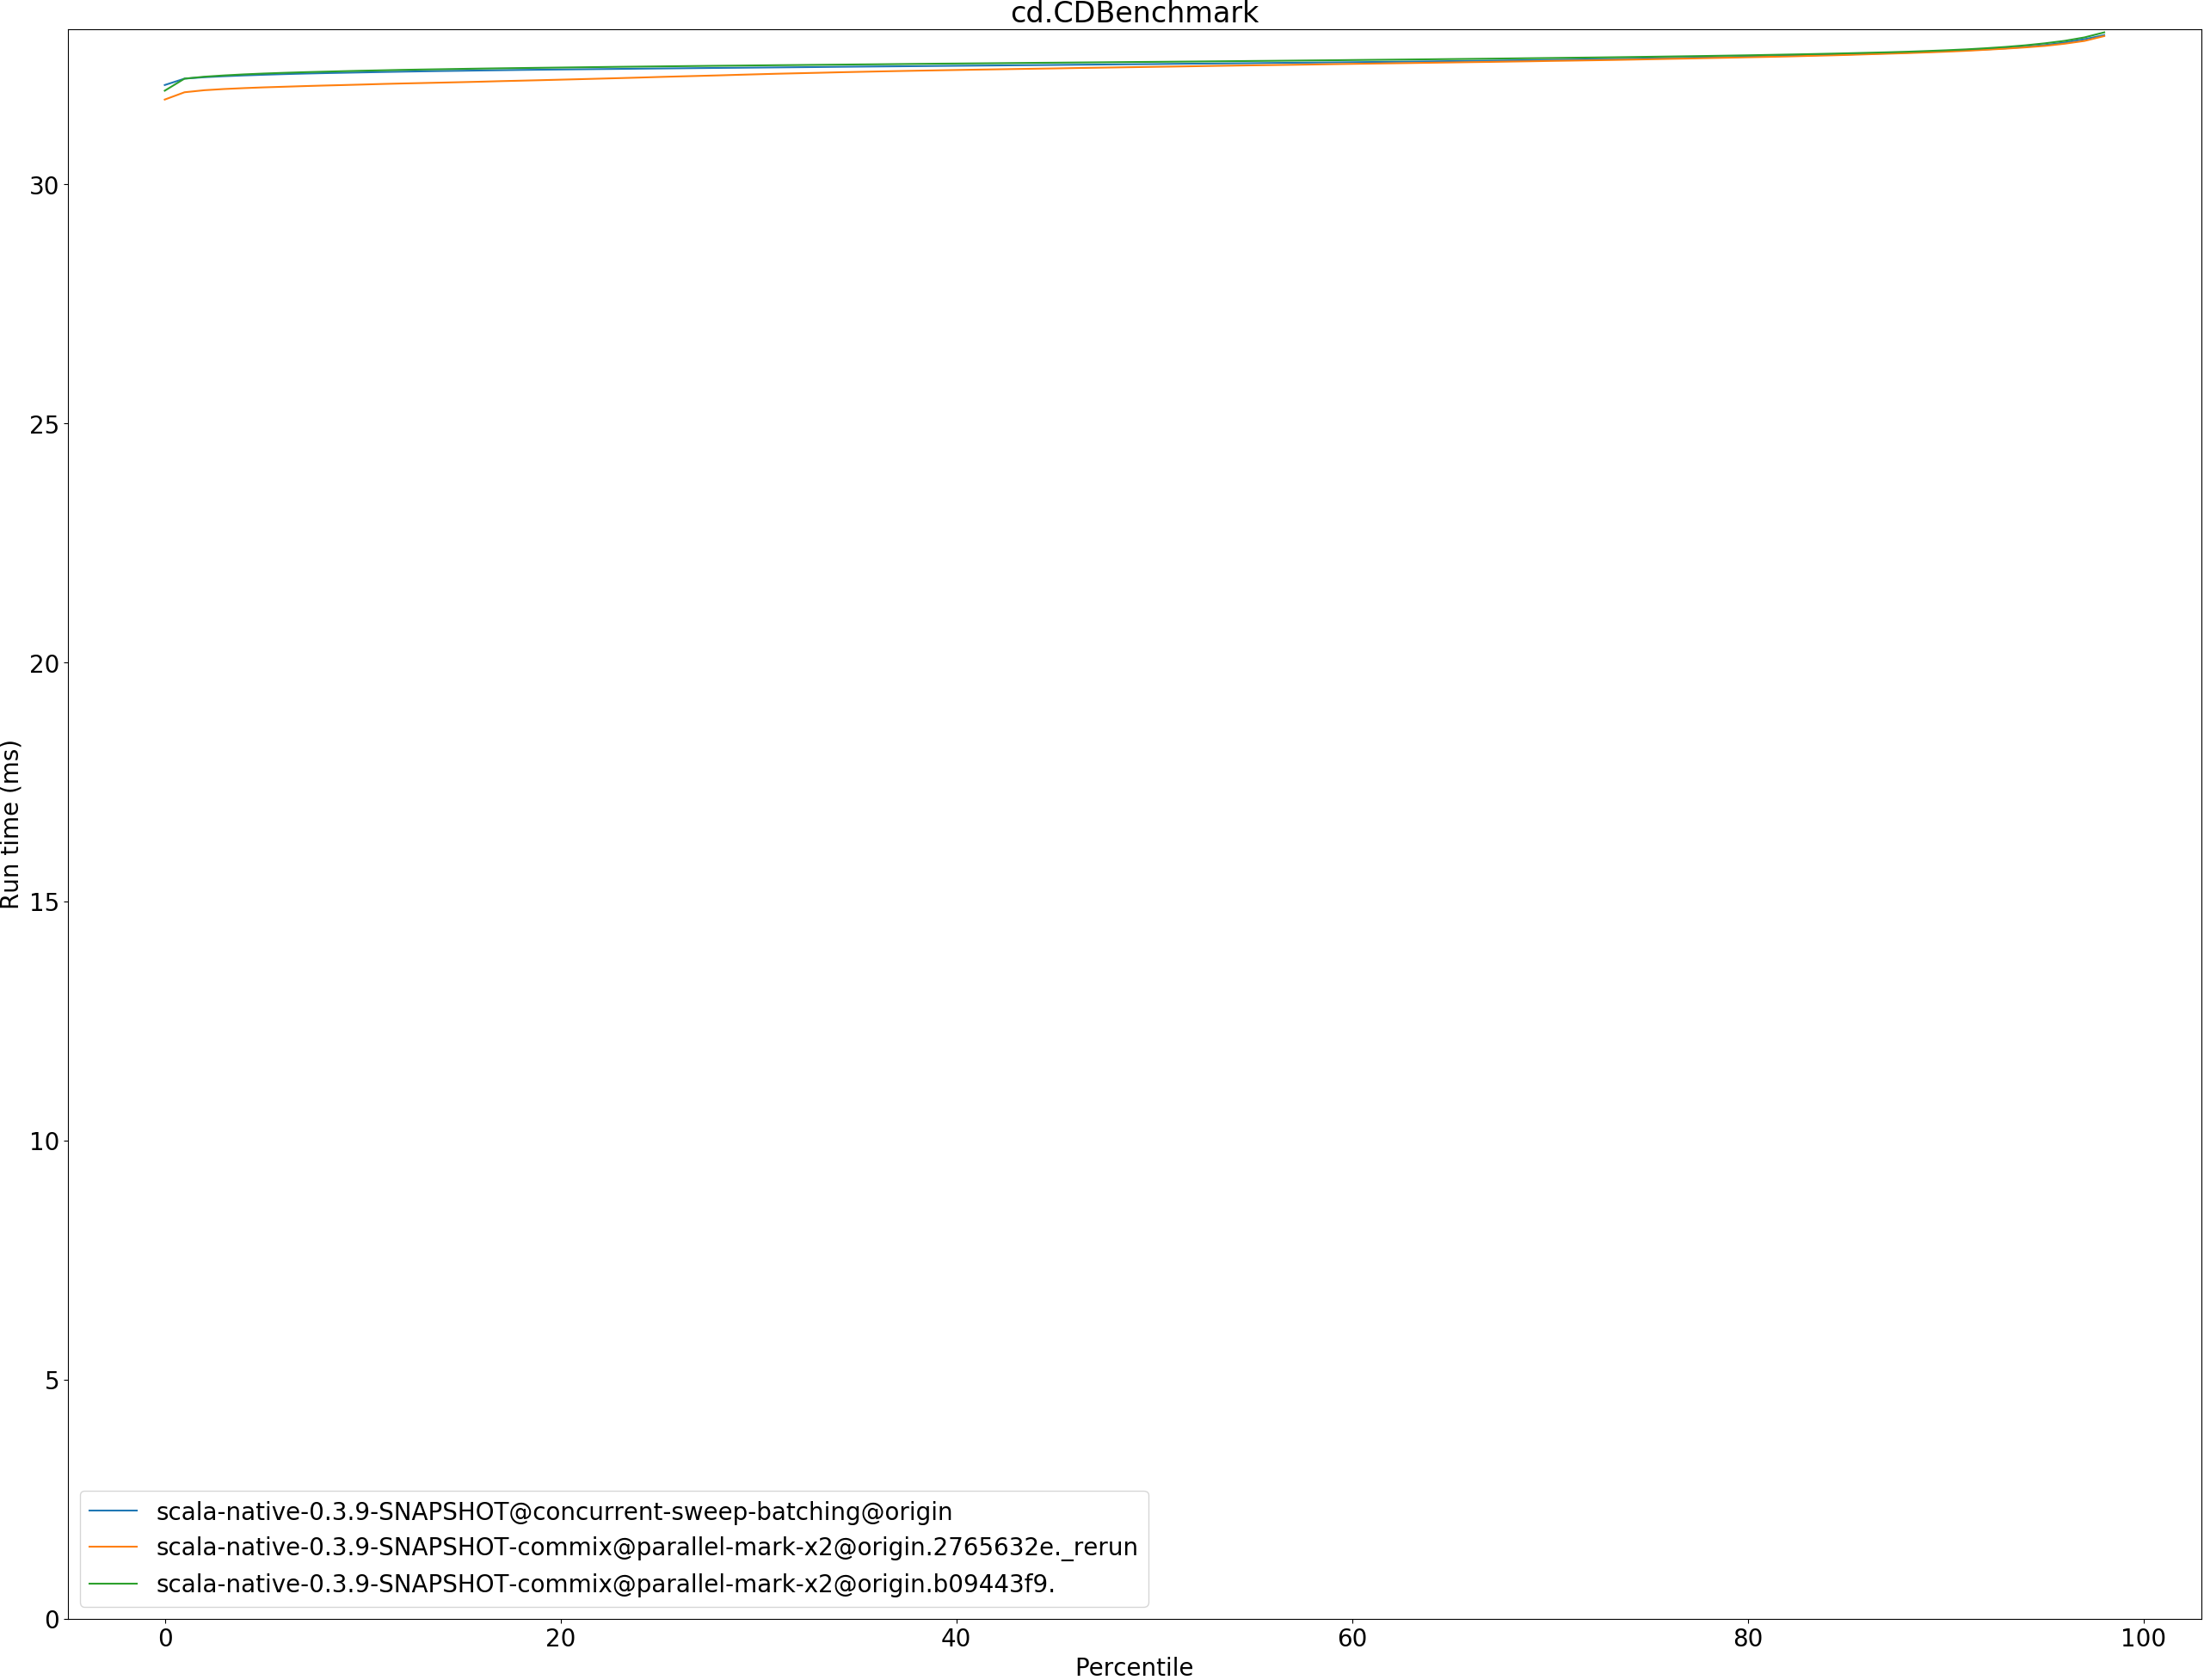 cd.CDBenchmark
Run time (ms)
30
25
20
15
10
5
0
scala-native-0.3.9-SNAPSHOT@concurrent-sweep-batching@origin
scala-native-0.3.9-SNAPSHOT-commix@parallel-mark-x2@origin.2765632e._rerun
scala-native-0.3.9-SNAPSHOT-commix@parallel-mark-x2@origin.b09443f9.
0 20 40 60 80 100
Percentile